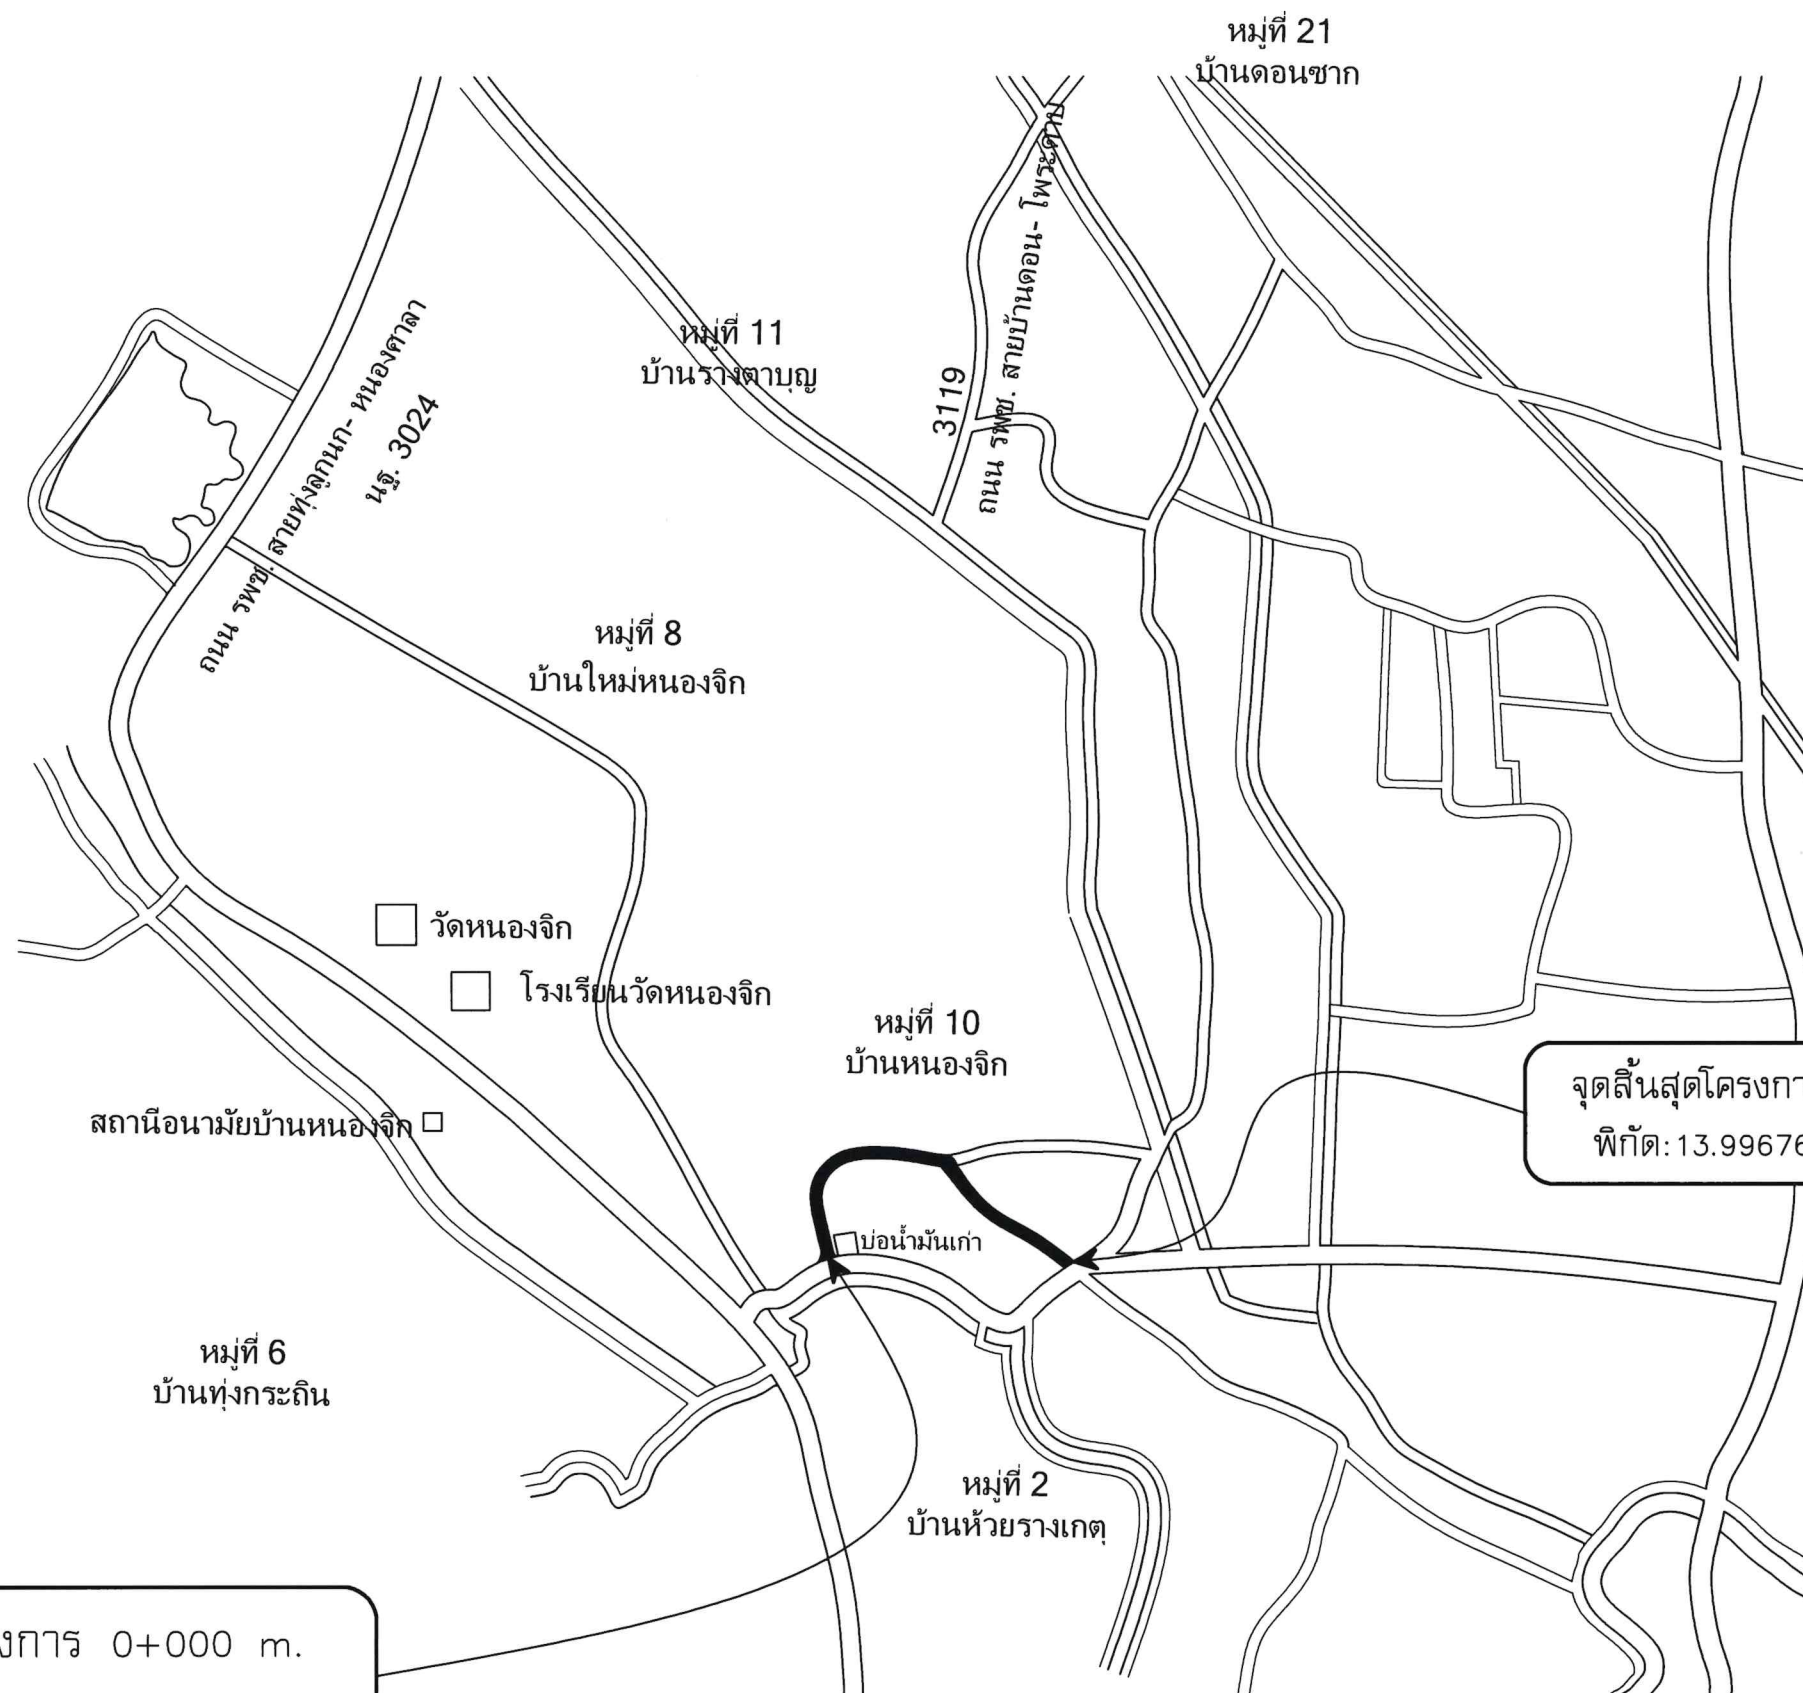 หมู่ที่ 21
บ้านดอนซาก
ถนน รพช. สายบ้านดอน- โพระดาบ
3119
หมู่ที่ 11
บ้านรางตาบุญ
ถนน รพช. สายทุ่งลูกนก- หนองศาลา
นฐ. 3024
หมู่ที่ 8
บ้านใหม่หนองจิก
วัดหนองจิก
โรงเรียนวัดหนองจิก
หมู่ที่ 10
บ้านหนองจิก
สถานีอนามัยบ้านหนองจิก
จุดสิ้นสุดโครงกา
พิกัด:13.99676
บ่อน้ำมันเก่า
หมู่ที่ 6
บ้านทุ่งกระถิน
หมู่ที่ 2
บ้านห้วยรางเกตุ
งการ 0+000 m.